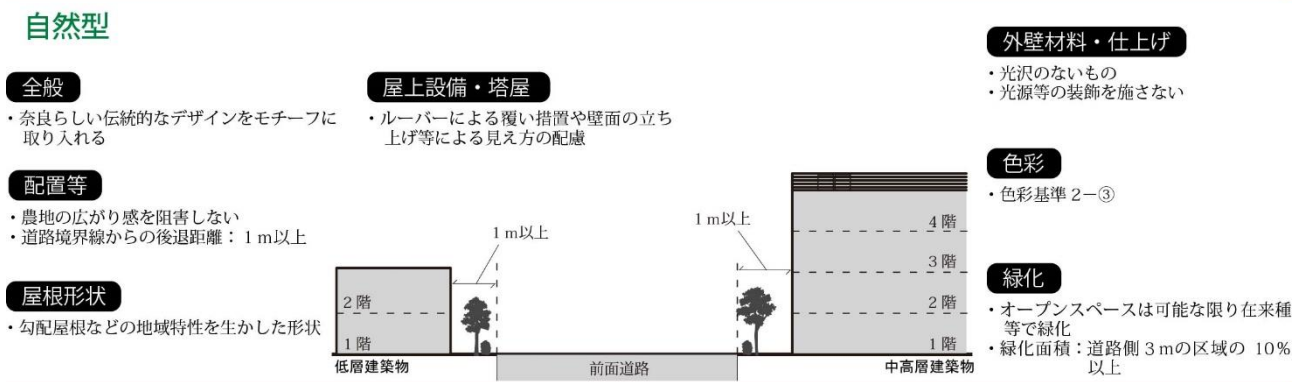 自然型
全般
・奈良らしい伝統的なデザインをモチーフに
取り入れる
配置等
・農地の広がり感を阻害しない
・道路境界線からの後退距離：1m以上
屋根形状
・勾配屋根などの地域特性を生かした形状
屋上設備・塔屋
・ルーバーによる覆い措置や壁面の立ち
上げ等による見え方の配慮
1m以上
1m以上
2階
1階
低層建築物
前面道路
4階
3階
2階
1階
中高層建築物
外壁材料・仕上げ
・光沢のないもの
・光源等の装飾を施さない
色彩
・色彩基準2－③
緑化
・オープンスペースは可能な限り在来種
等で緑化
・緑化面積：道路側3mの区域の 10%
以上